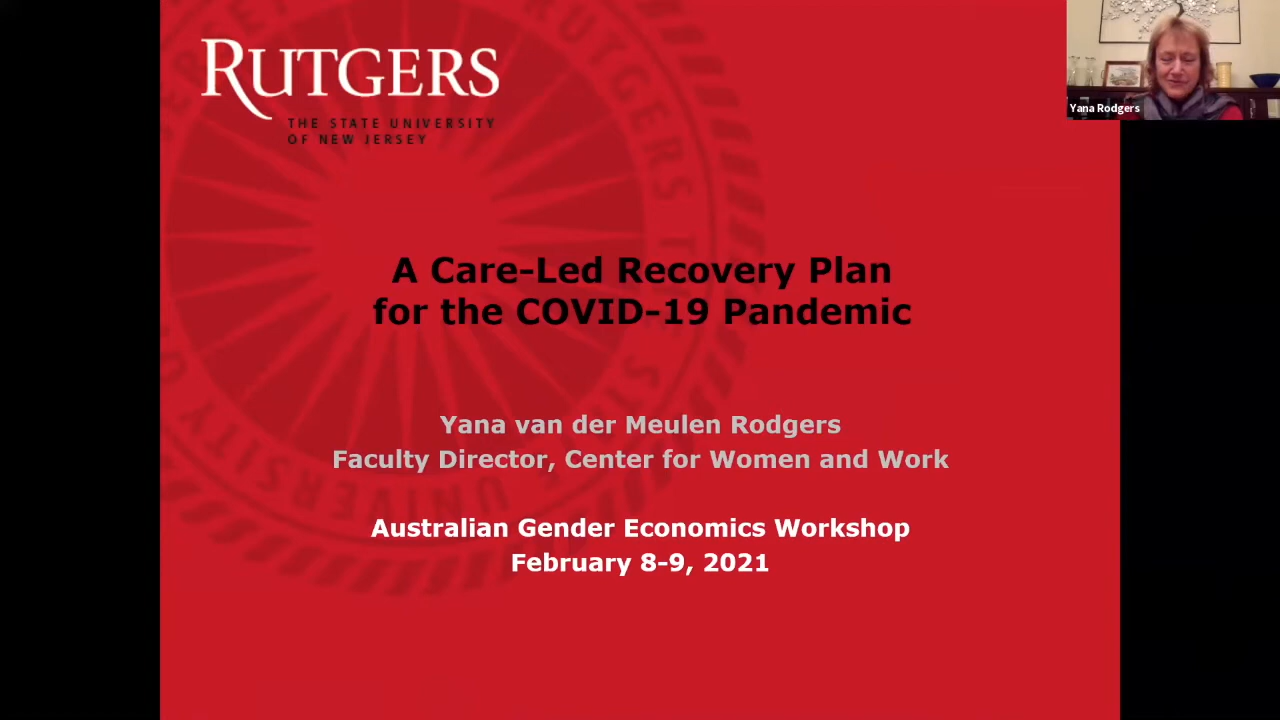 RUTGERS
THE STATE UNIVERSITY
OF NEW JERSEY
Yana Rodgers
A Care-Led Recovery Plan
for the COVID-19 Pandemic
Yana van der Meulen Rodgers
Faculty Director, Center for Women and Work
Australian Gender Economics Workshop
February 8-9, 2021